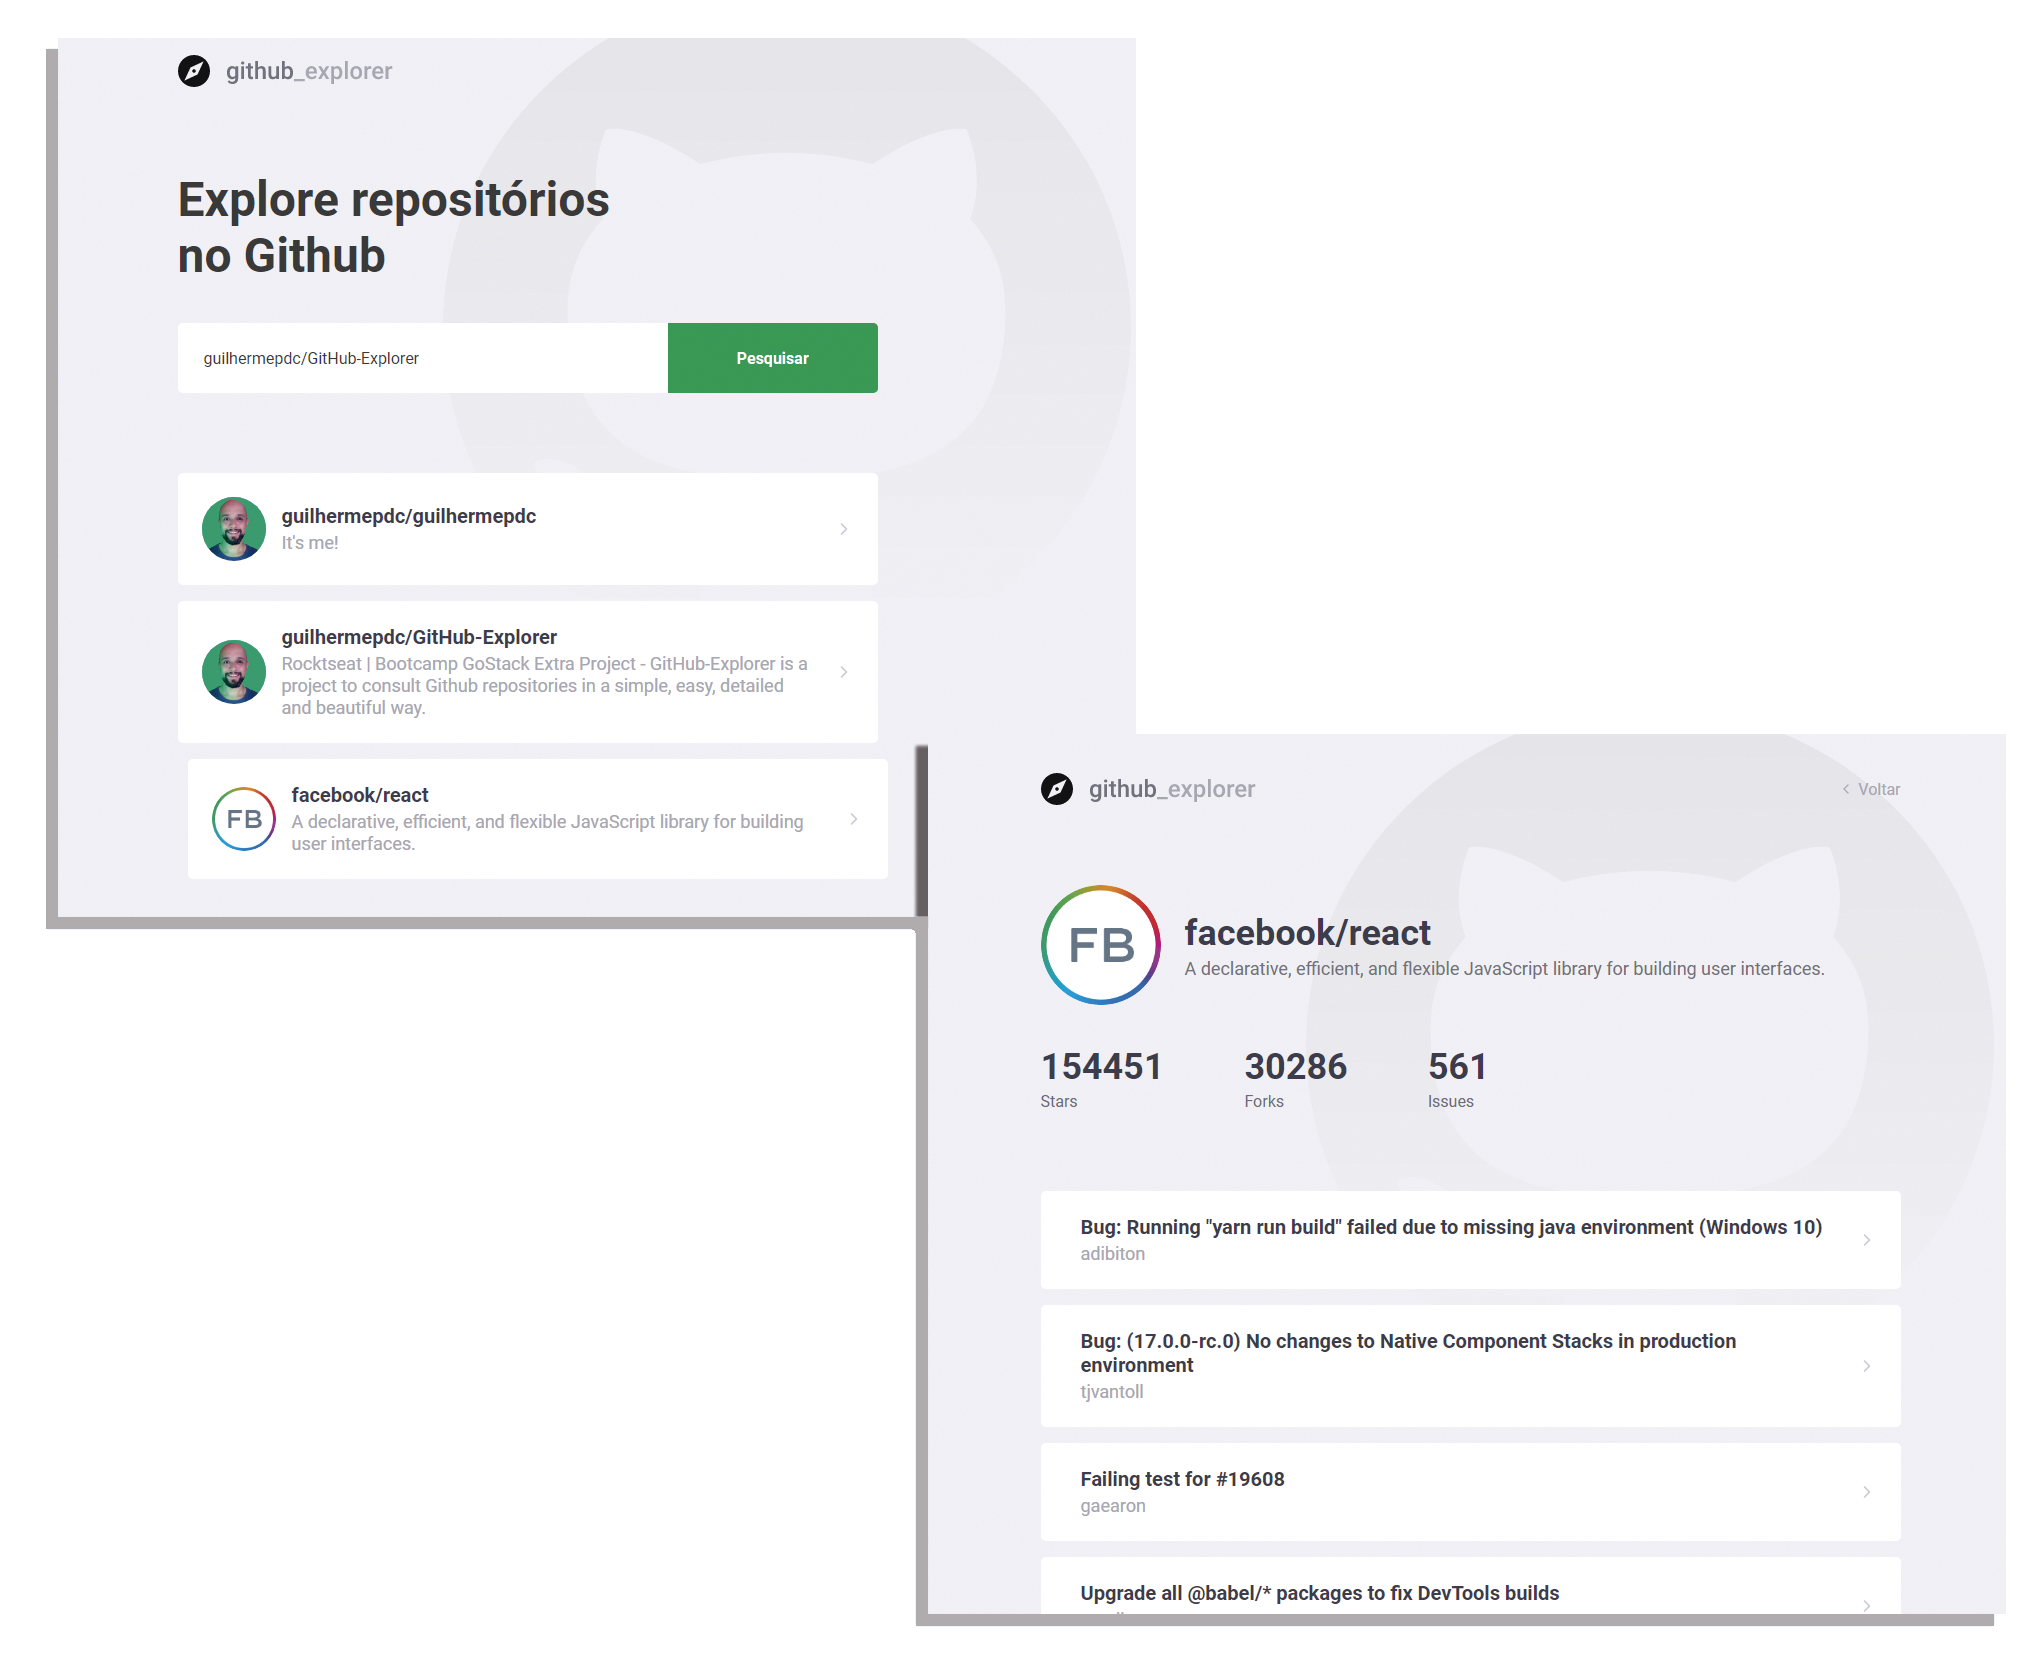 github_explorer
Explore repositórios
no Github
guilhermepdc/GitHub-Explorer
Pesquisar
guilhermepdc/guilhermepdc
It's me!
guilhermepdc/GitHub-Explorer
Rocktseat | Bootcamp GoStack Extra Project - GitHub-Explorer is a
project to consult Github repositories in a simple, easy, detailed
and beautiful way.
FB
facebook/react
A declarative, efficient, and flexible JavaScript library for building
user interfaces.
github_explorer
Voltar
FB
facebook/react
A declarative, efficient, and flexible JavaScript library for building user interfaces.
154451
Stars
30286
Forks
561
Issues
Bug: Running "yarn run build" failed due to missing java environment (Windows 10)
adibiton
Bug: (17.0.0-rc.0) No changes to Native Component Stacks in production
environment
tjvantoll
Failing test for #19608
gaearon
Upgrade all @babel/* packages to fix DevTools builds